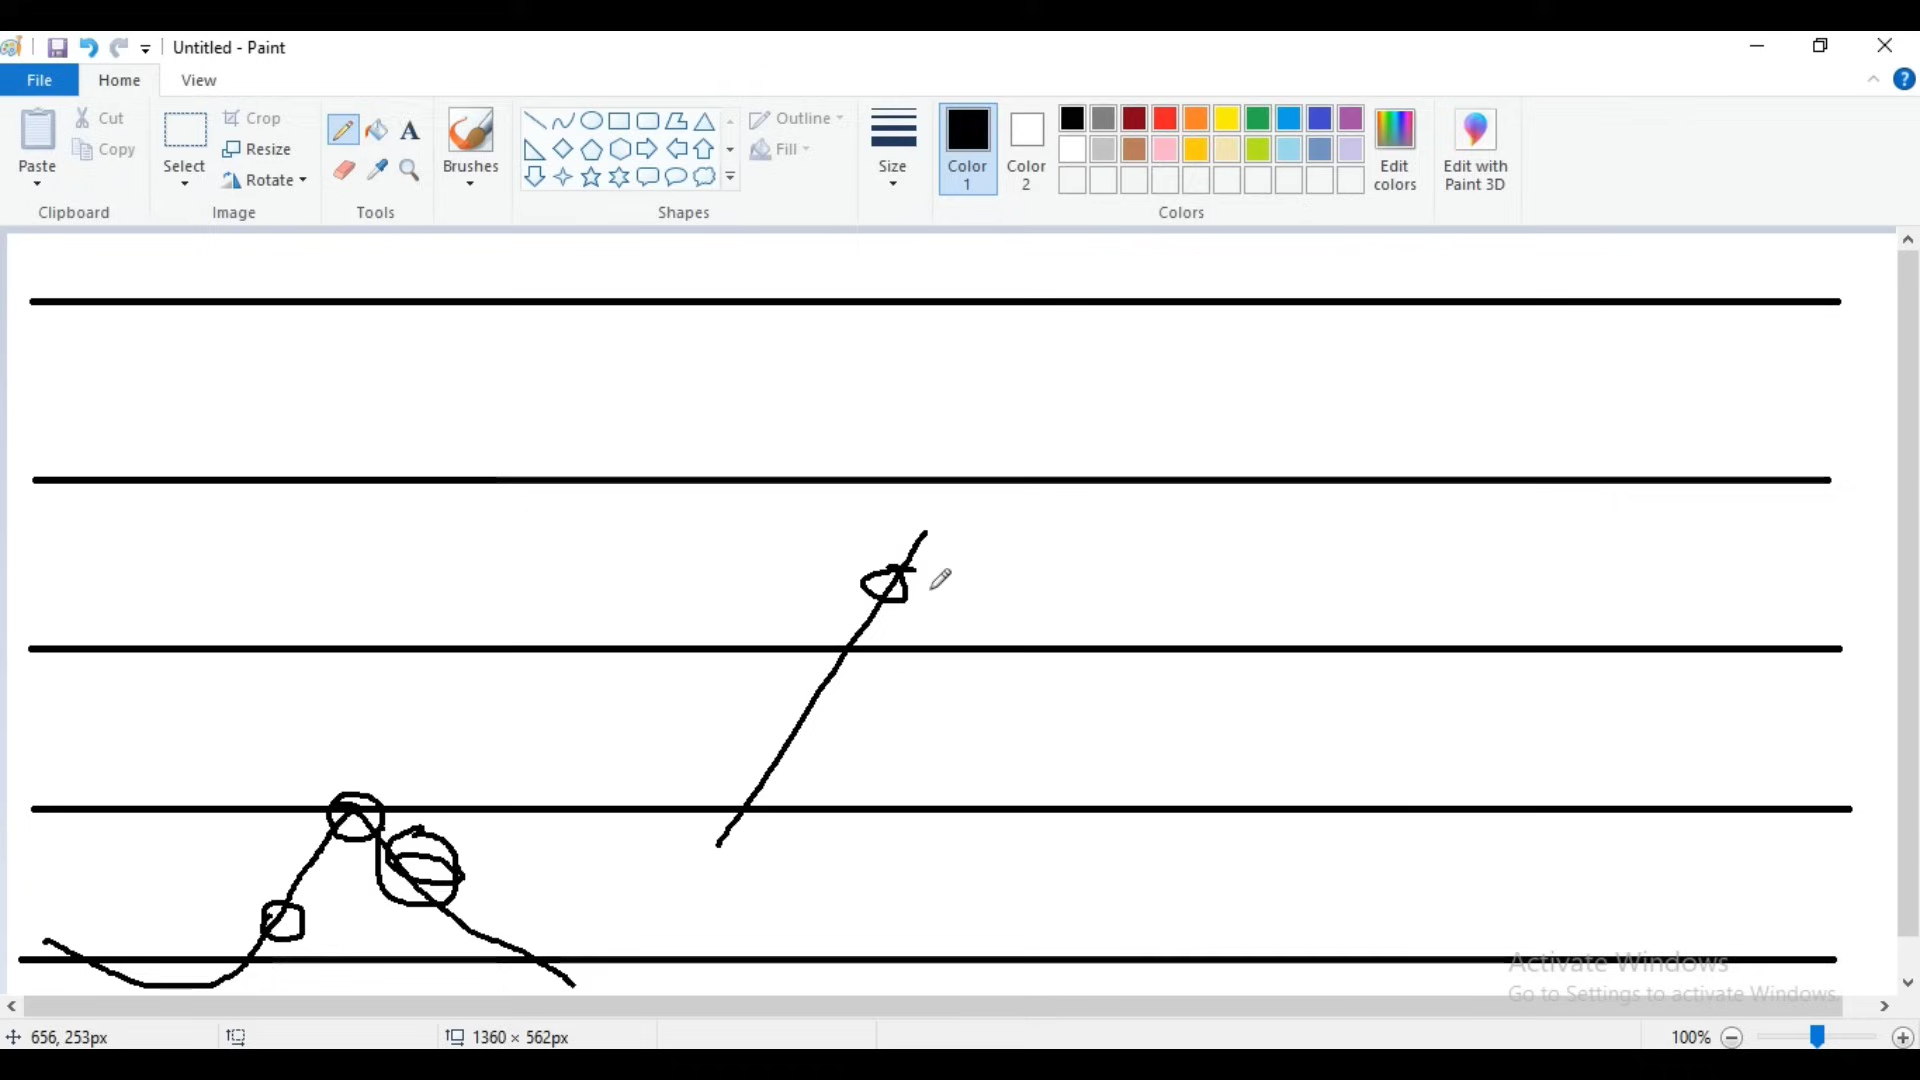 Untitled - Paint
File Home View
Paste
Cut
Copy
Clipboard
Select
Crop
Resize
Rotate
Image
A
Tools
Brushes
Outline
Fill
Shapes
Size
Color 1
Color 2
Edit colors
Colors
Edit with Paint 3D
?
Activate Windows
Go to Settings to activate Windows.
656, 253px
1360 × 562px
100%